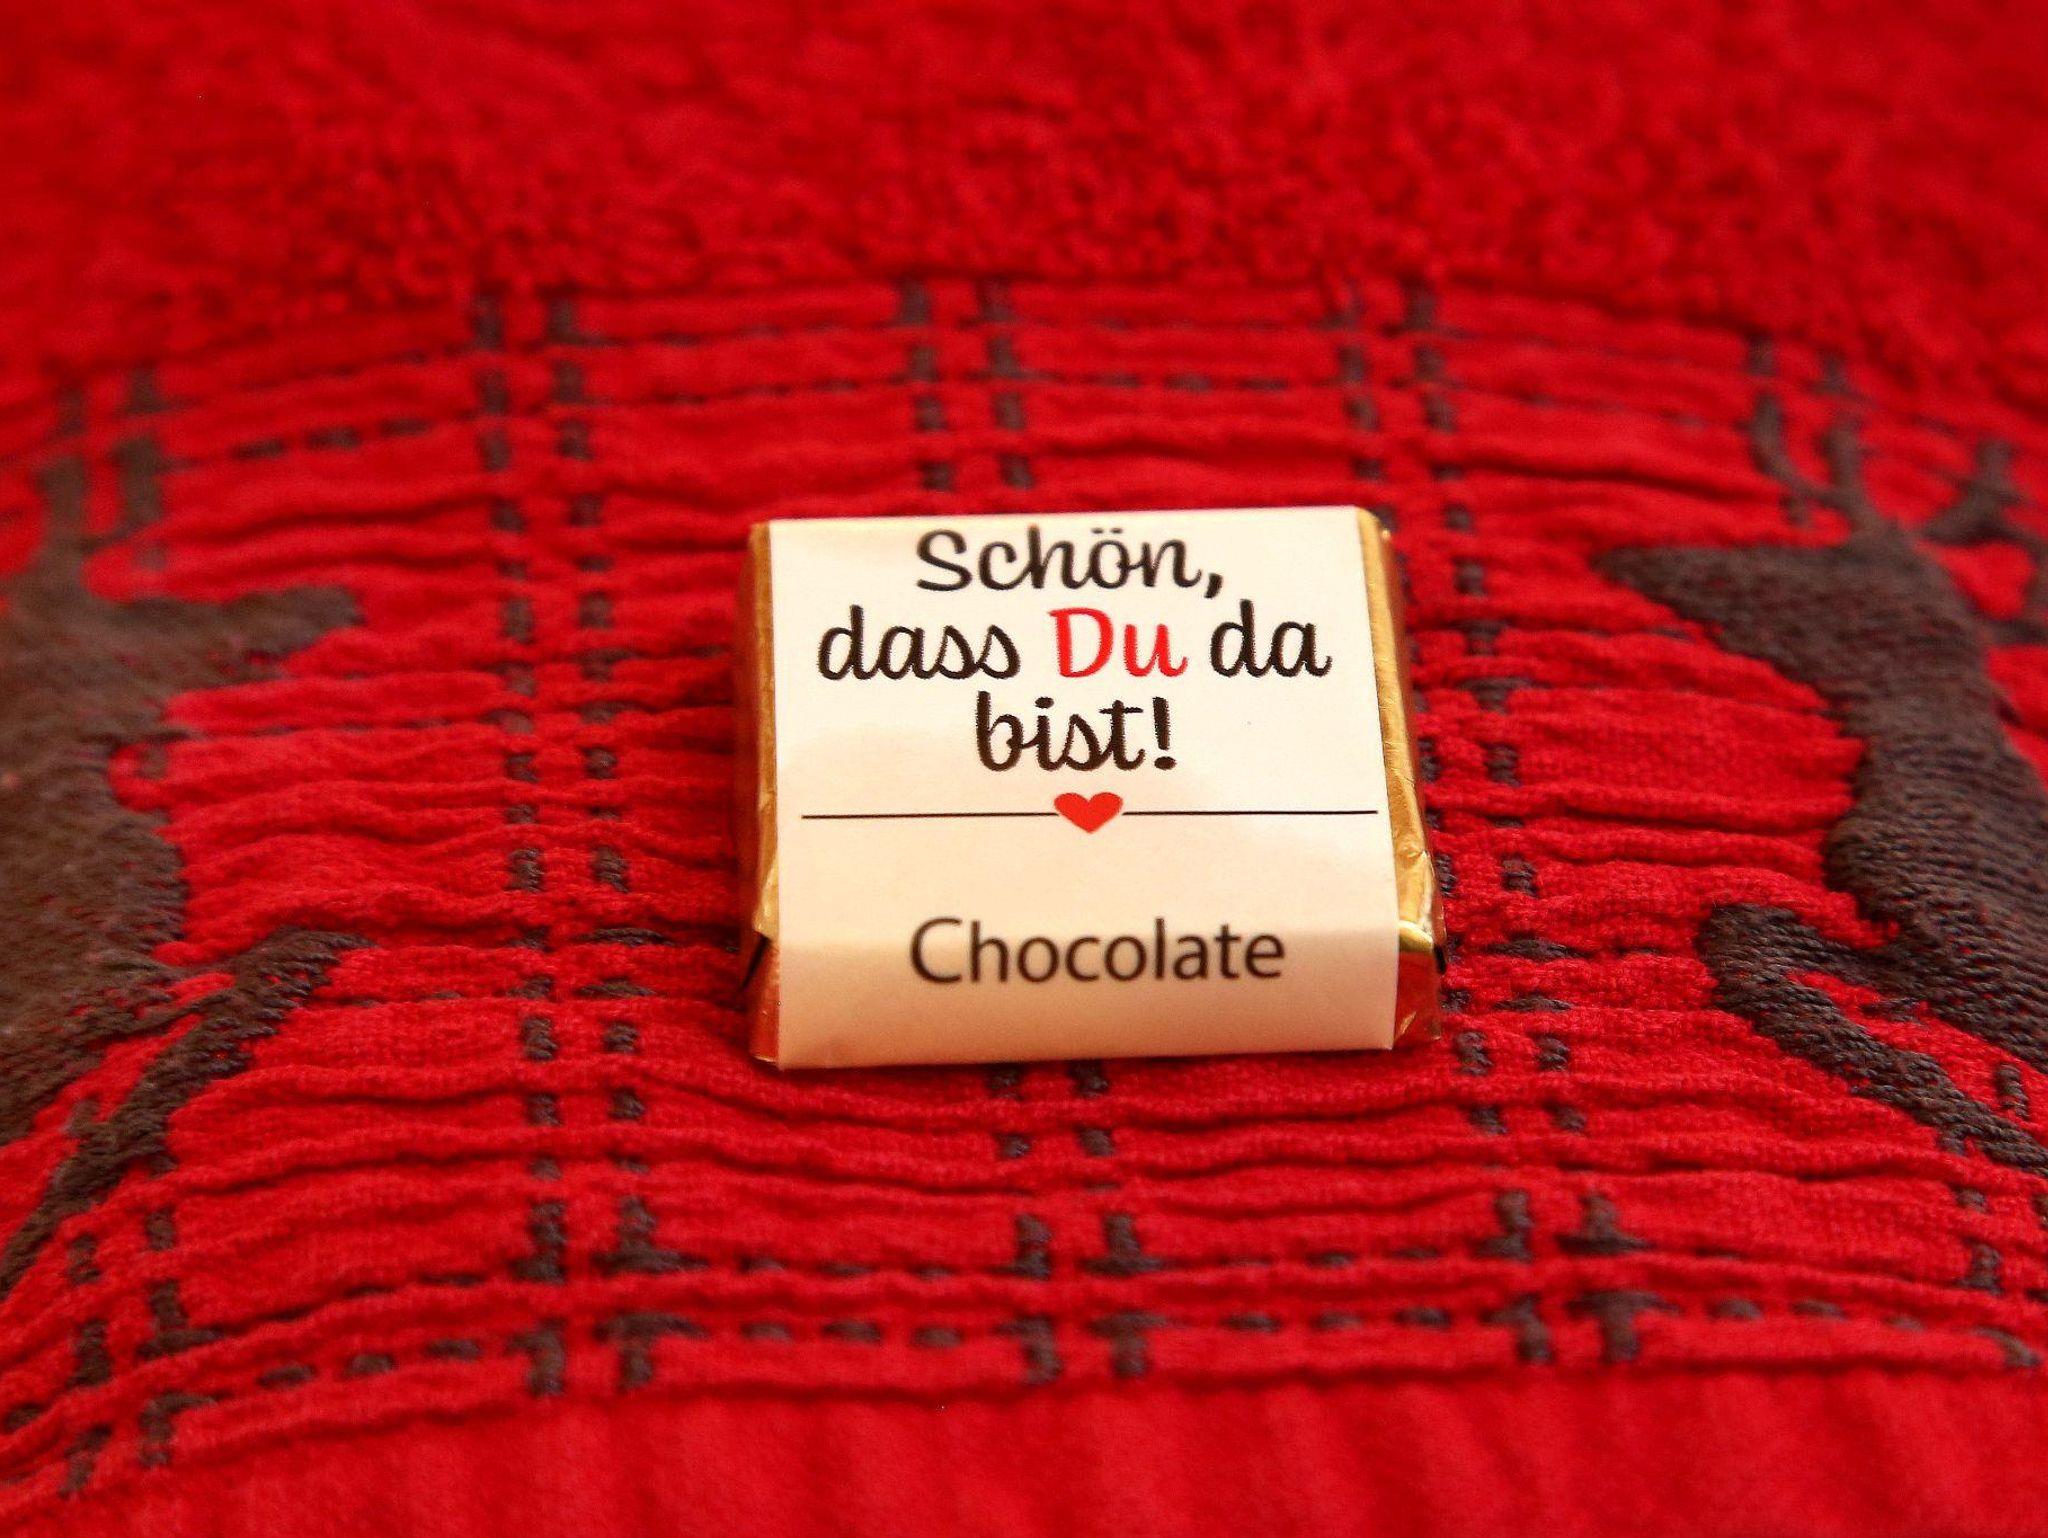 Schön,
dass Du da
bist!
Chocolate